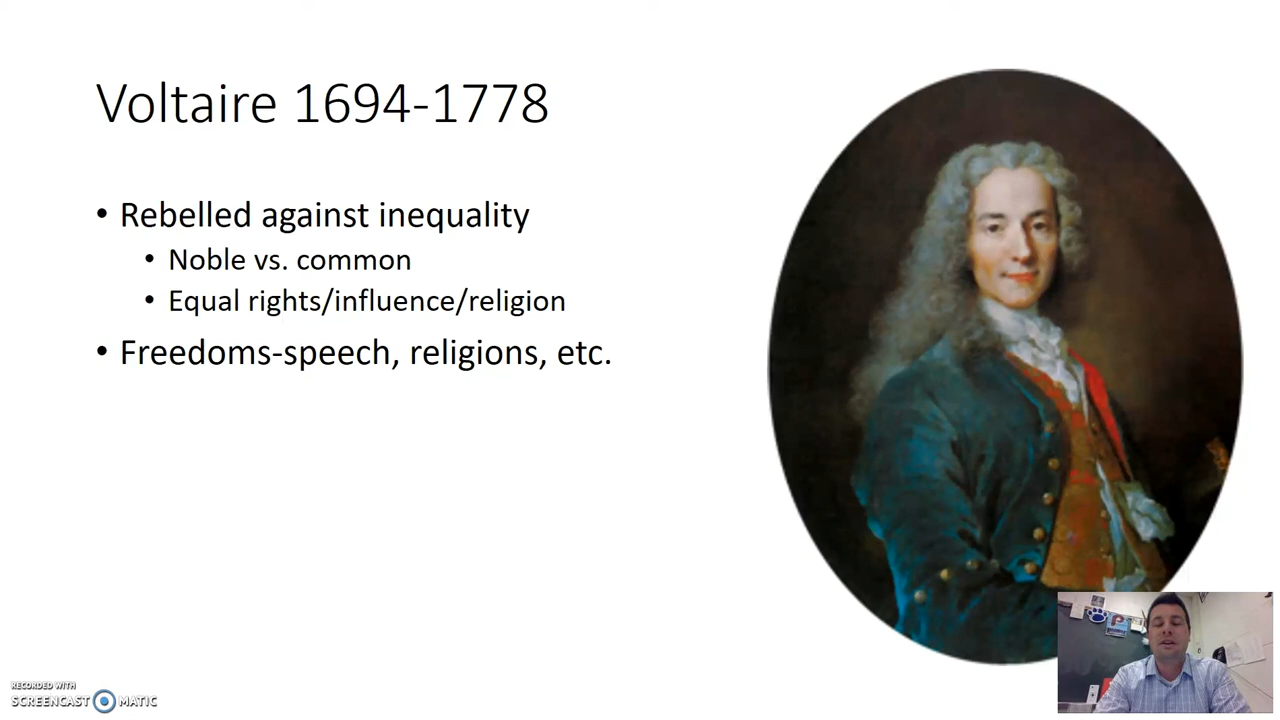 Voltaire 1694-1778
• Rebelled against inequality
• Noble vs. common
• Equal rights/influence/religion
• Freedoms-speech, religions, etc.
RECORDED WITH
SCREENCAST MATIC